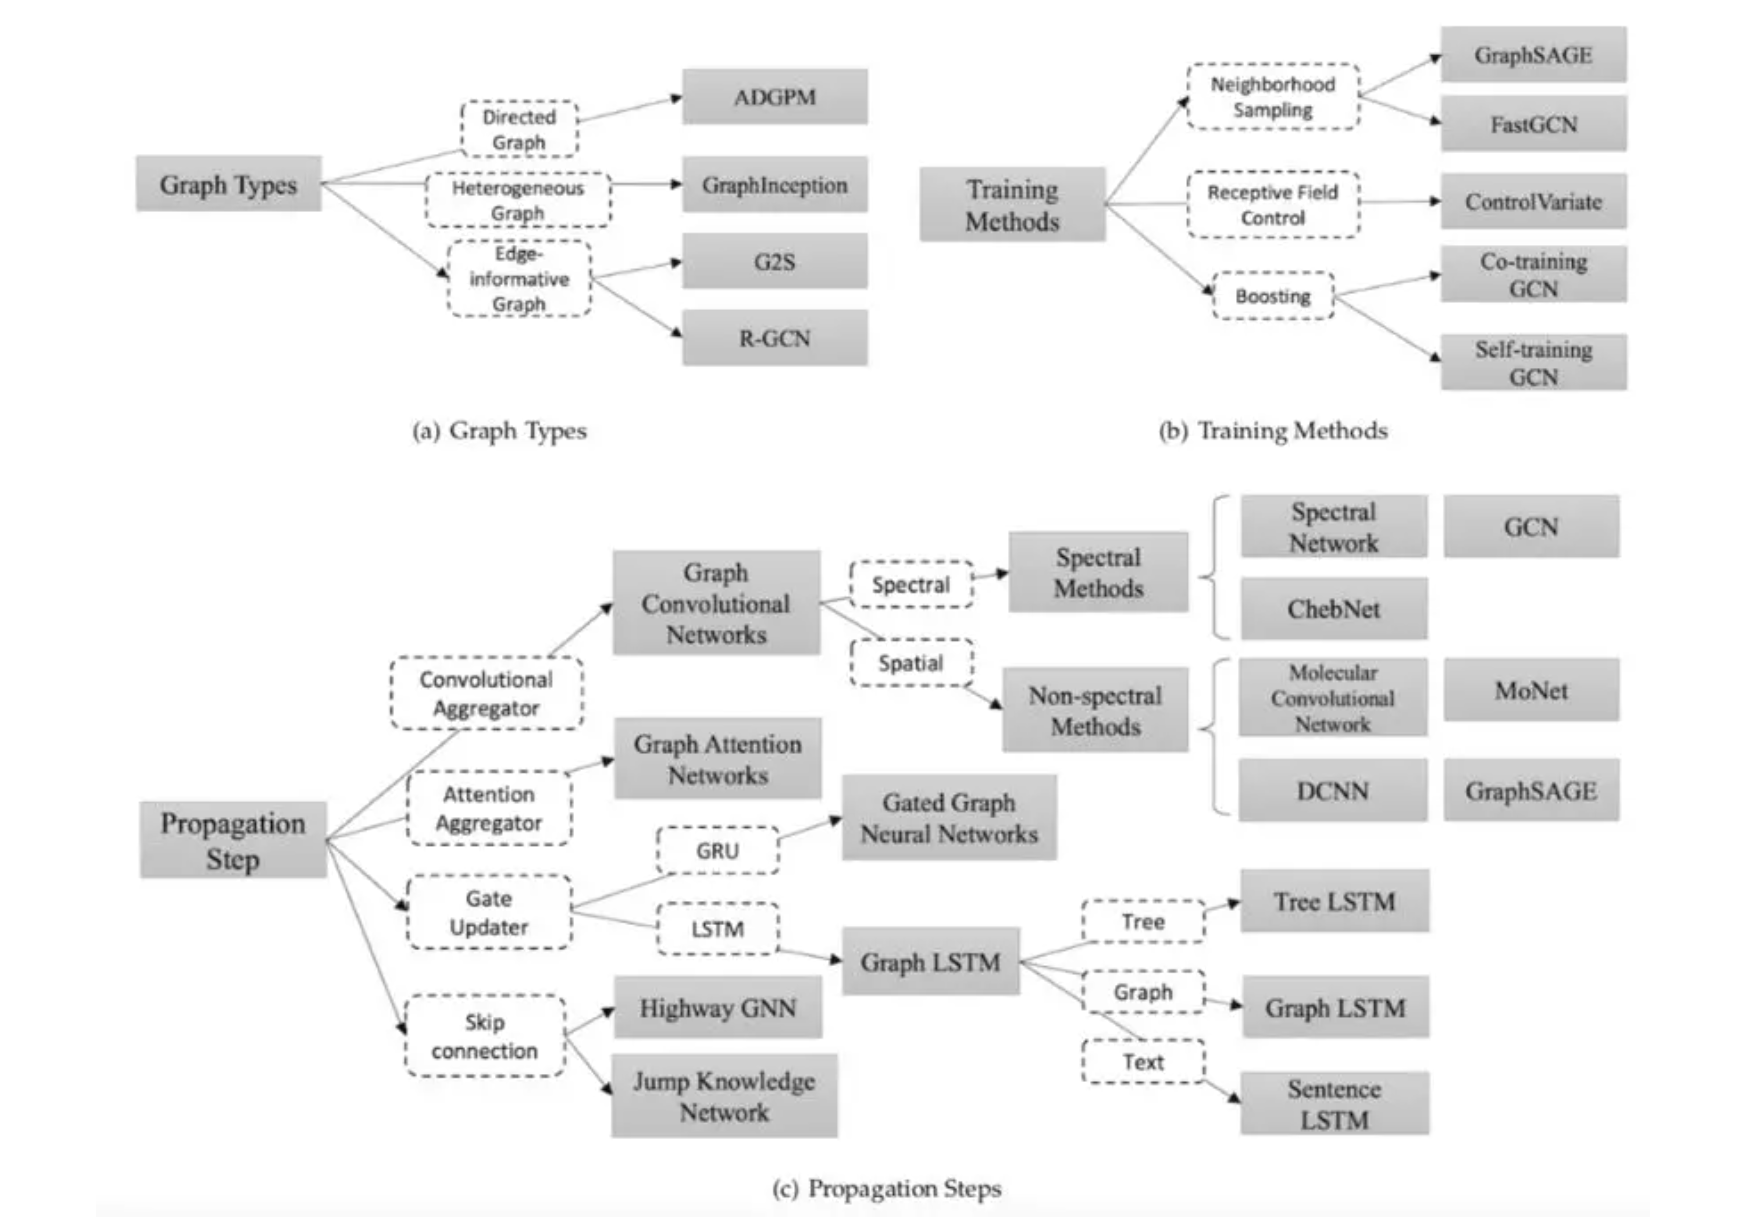 Graph Types
Directed
Graph
Heterogeneous
Graph
Edge-
informative
Graph
ADGPM
GraphInception
G2S
R-GCN
(a) Graph Types
Training
Methods
Neighborhood
Sampling
Receptive Field
Control
Boosting
GraphSAGE
FastGCN
ControlVariate
Co-training
GCN
Self-training
GCN
(b) Training Methods
Propagation
Step
Convolutional
Aggregator
Attention
Aggregator
Gate
Updater
Skip
connection
Graph
Convolutional
Networks
Graph Attention
Networks
GRU
LSTM
Highway GNN
Jump Knowledge
Network
Spectral
Spatial
Gated Graph
Neural Networks
Graph LSTM
Spectral
Methods
Non-spectral
Methods
Tree
Graph
Text
Spectral
Network
GCN
ChebNet
Molecular
Convolutional
Network
MoNet
DCNN
GraphSAGE
Tree LSTM
Graph LSTM
Sentence
LSTM
(c) Propagation Steps